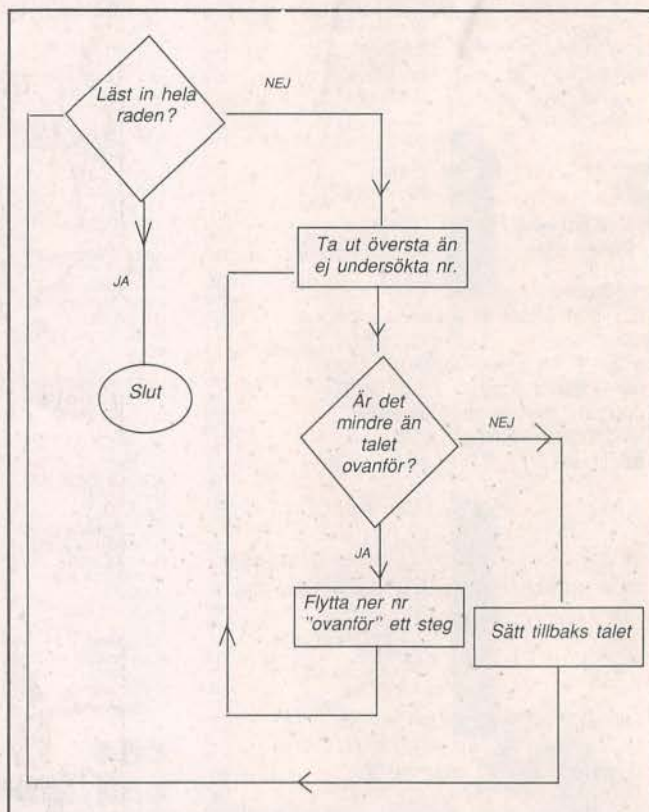 Läst in hela
raden?
NEJ
Ta ut översta än
ej undersökta nr.
JA
Slut
Är det
mindre än
talet
ovanför?
NEJ
JA
Flytta ner nr
"ovanför" ett steg
Sätt tillbaks talet